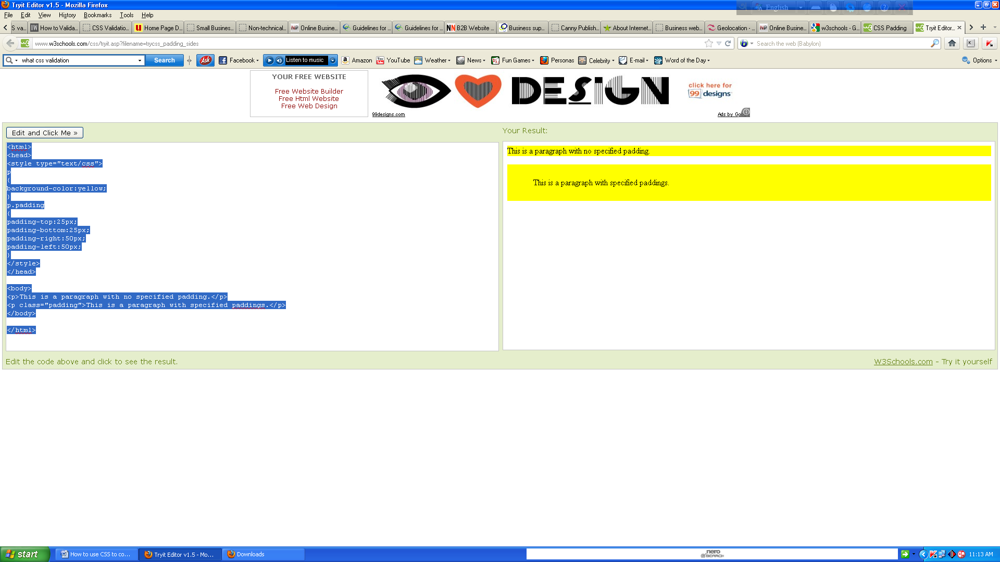 Tryit Editor v1.5 - Mozilla Firefox
English
File Edit View History Bookmarks Tools Help
S va... How to Valida... CSS Validatio... Home Page D... Small Business... Non-technical... Online Busine... Guidelines for ... Guidelines for ... B2B Website ... Business sup... Canny Publish... About Internet... Business web... Geolocation - ... Online Busine... w3schools - G... CSS Padding Tryit Editor...
www.w3schools.com/css/tryit.asp?filename=trycss_padding_sides Search the web (Babylon)
what css validation Search Ask Facebook Listen to music Amazon YouTube Weather News Fun Games Personas Celebrity E-mail Word of the Day Options
YOUR FREE WEBSITE
Free Website Builder
Free Html Website
Free Web Design
DESIGN
click here for
99designs
99designs.com
Ads by
Edit and Click Me »
Your Result:
<html>
<head>
<style type="text/css">
p
{
background-color:yellow;
}
p.padding
{
padding-top:25px;
padding-bottom:25px;
padding-right:50px;
padding-left:50px;
}
</style>
</head>
<body>
<p>This is a paragraph with no specified padding.</p>
<p class="padding">This is a paragraph with specified paddings.</p>
</body>
</html>
This is a paragraph with no specified padding.
This is a paragraph with specified paddings.
Edit the code above and click to see the result.
W3Schools.com - Try it yourself
start How to use CSS to co... Tryit Editor v1.5 - Mo... Downloads nero SEARCH 11:13 AM